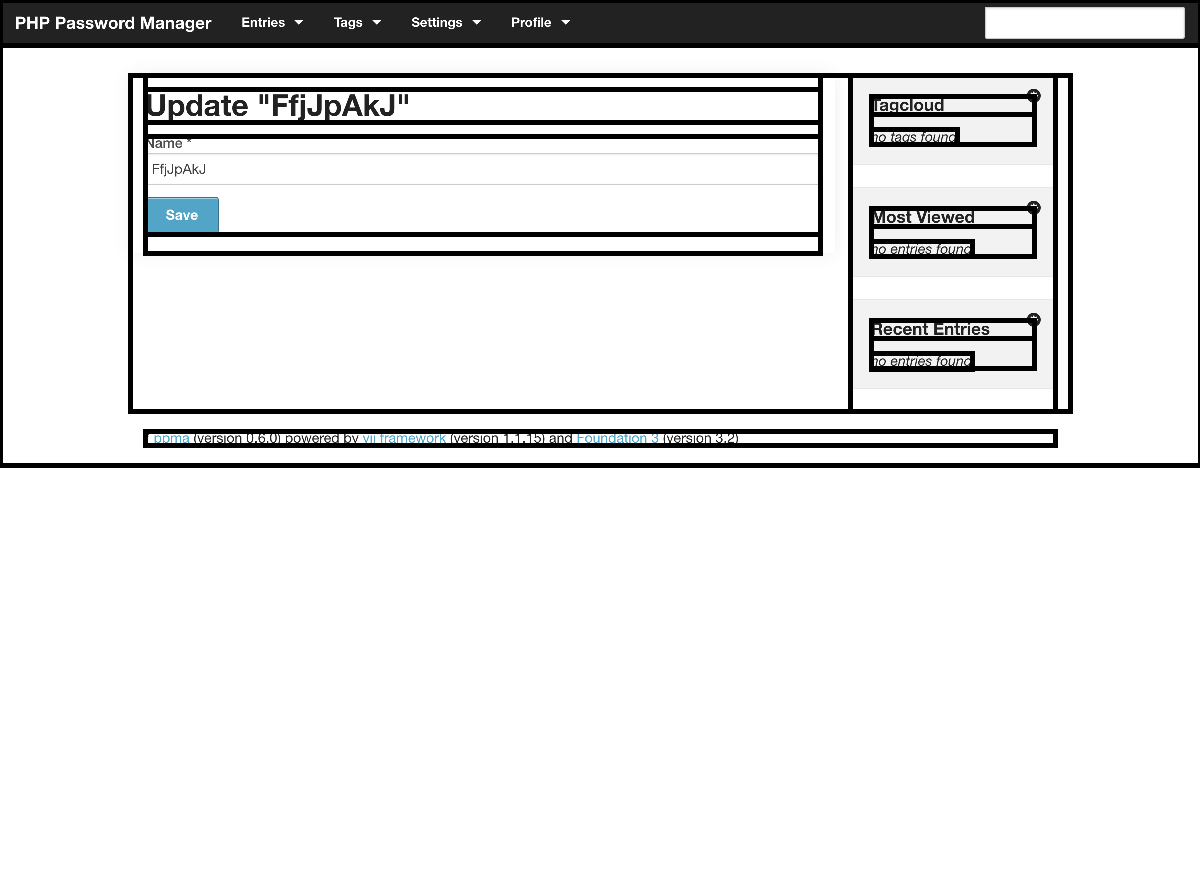 PHP Password Manager Entries Tags Settings Profile
Update "FfjJpAkJ"
Name *
FfjJpAkJ
Save
Tagcloud
no tags found
Most Viewed
no entries found
Recent Entries
no entries found
ppma (version 0.6.0) powered by yii framework (version 1.1.15) and Foundation 3 (version 3.2)